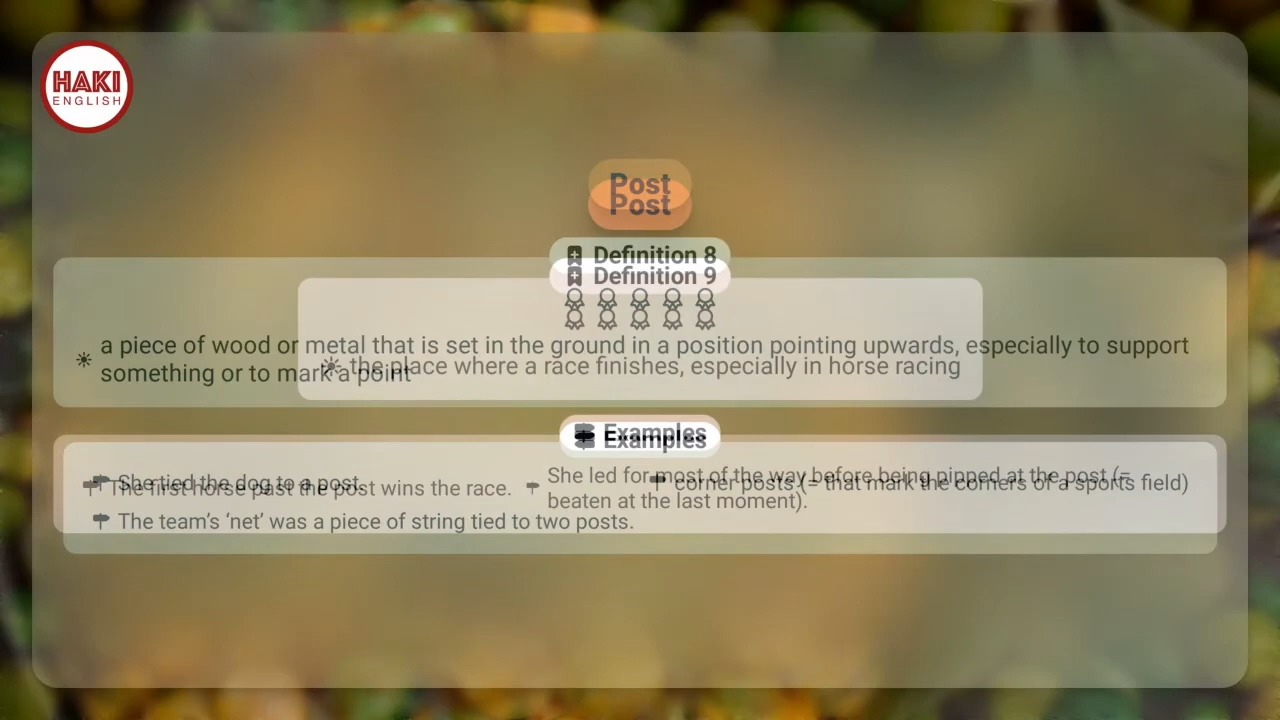 HAKI
ENGLISH
Post
Post
Definition 8
Definition 9
a piece of wood or metal that is set in the ground in a position pointing upwards, especially to support
something or to mark a point
the place where a race finishes, especially in horse racing
Examples
Examples
She tied the dog to a post.
corner posts (= that mark the corners of a sports field)
The team’s ‘net’ was a piece of string tied to two posts.
The first horse past the post wins the race.
She led for most of the way before being pipped at the post (=
beaten at the last moment).